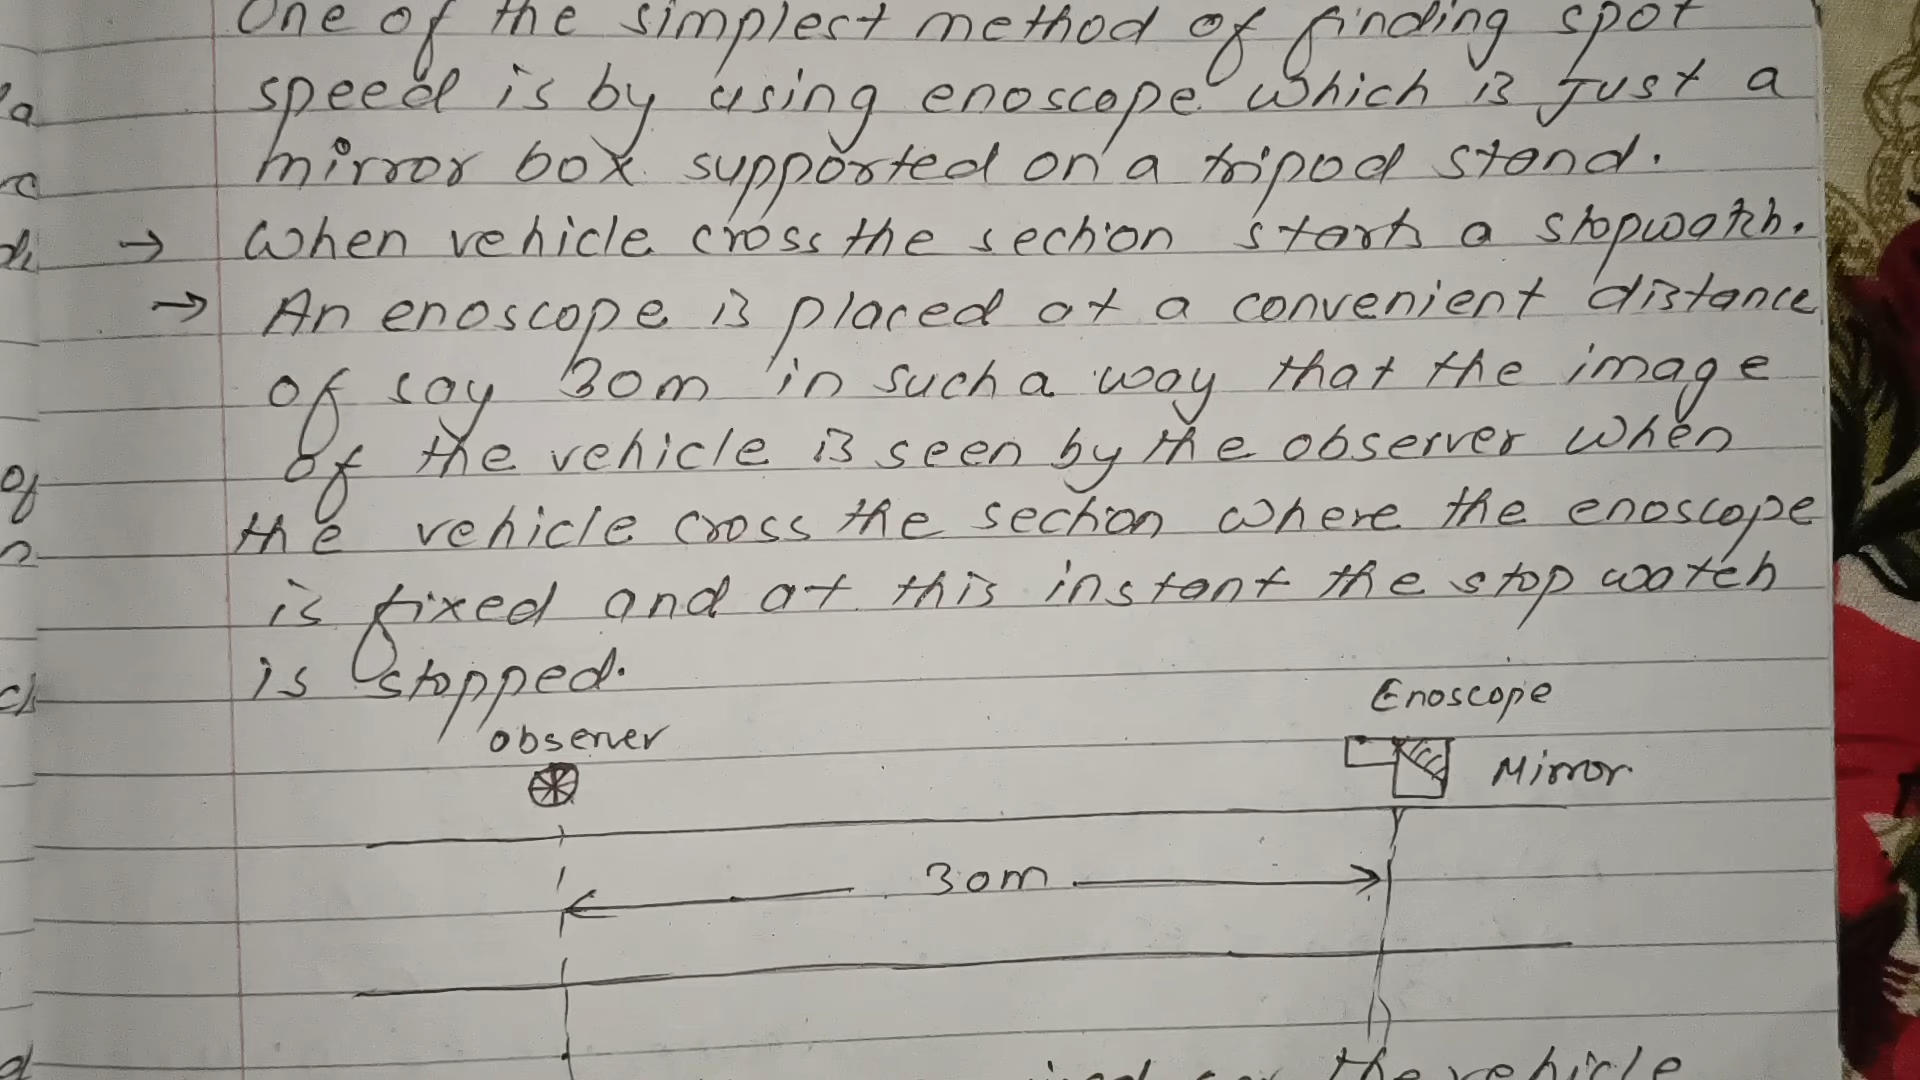 One of the simplest method of finding spot
speed is by using enoscope which is just a
mirror box supported on a tripod stand.
→ When vehicle cross the section starts a stopwatch.
→ An enoscope is placed at a convenient distance
of say 30m in such a way that the image
of the vehicle is seen by the observer when
the vehicle cross the section where the enoscope
is fixed and at this instant the stop watch
is stopped.
Enoscope
observer
Mirror
30m
the vehicle